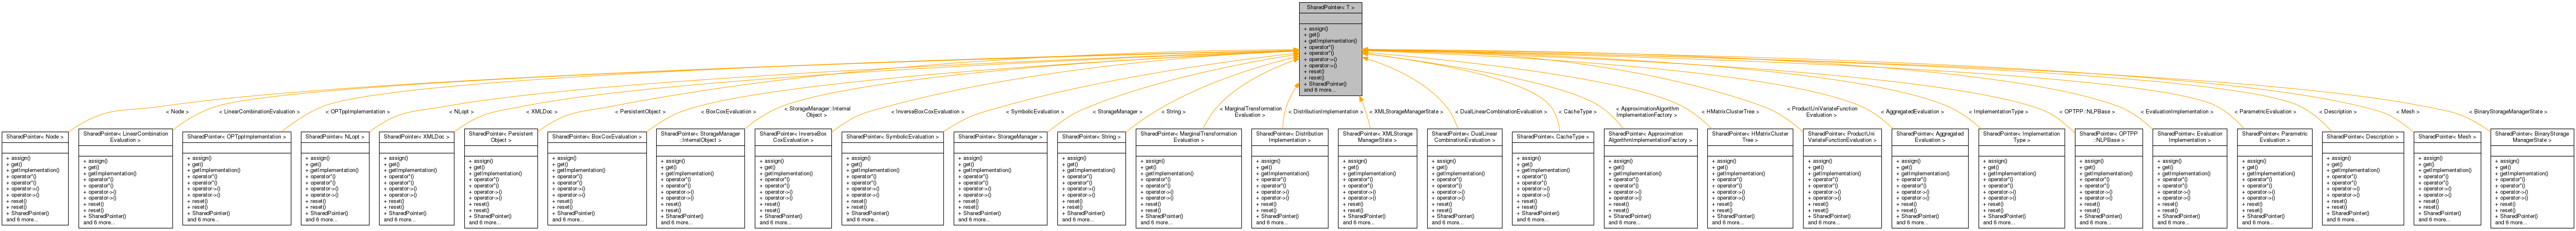 SharedPointer< T >
+ assign()
+ get()
+ getImplementation()
+ operator*()
+ operator*()
+ operator->()
+ operator->()
+ reset()
+ reset()
+ SharedPointer()
and 6 more...
< Node >
< LinearCombinationEvaluation >
< OPTppImplementation >
< NLopt >
< XMLDoc >
< PersistentObject >
< BoxCoxEvaluation >
< StorageManager::Internal
Object >
< InverseBoxCoxEvaluation >
< SymbolicEvaluation >
< StorageManager >
< String >
< MarginalTransformation
Evaluation >
< DistributionImplementation >
< XMLStorageManagerState >
< DualLinearCombinationEvaluation >
< CacheType >
< ApproximationAlgorithm
ImplementationFactory >
< HMatrixClusterTree >
< ProductUniVariateFunction
Evaluation >
< AggregatedEvaluation >
< ImplementationType >
< OPTPP::NLPBase >
< EvaluationImplementation >
< ParametricEvaluation >
< Description >
< Mesh >
< BinaryStorageManagerState >
SharedPointer< Node >
+ assign()
+ get()
+ getImplementation()
+ operator*()
+ operator*()
+ operator->()
+ operator->()
+ reset()
+ reset()
+ SharedPointer()
and 6 more...
SharedPointer< LinearCombination
Evaluation >
+ assign()
+ get()
+ getImplementation()
+ operator*()
+ operator*()
+ operator->()
+ operator->()
+ reset()
+ reset()
+ SharedPointer()
and 6 more...
SharedPointer< OPTppImplementation >
+ assign()
+ get()
+ getImplementation()
+ operator*()
+ operator*()
+ operator->()
+ operator->()
+ reset()
+ reset()
+ SharedPointer()
and 6 more...
SharedPointer< NLopt >
+ assign()
+ get()
+ getImplementation()
+ operator*()
+ operator*()
+ operator->()
+ operator->()
+ reset()
+ reset()
+ SharedPointer()
and 6 more...
SharedPointer< XMLDoc >
+ assign()
+ get()
+ getImplementation()
+ operator*()
+ operator*()
+ operator->()
+ operator->()
+ reset()
+ reset()
+ SharedPointer()
and 6 more...
SharedPointer< Persistent
Object >
+ assign()
+ get()
+ getImplementation()
+ operator*()
+ operator*()
+ operator->()
+ operator->()
+ reset()
+ reset()
+ SharedPointer()
and 6 more...
SharedPointer< BoxCoxEvaluation >
+ assign()
+ get()
+ getImplementation()
+ operator*()
+ operator*()
+ operator->()
+ operator->()
+ reset()
+ reset()
+ SharedPointer()
and 6 more...
SharedPointer< StorageManager
::InternalObject >
+ assign()
+ get()
+ getImplementation()
+ operator*()
+ operator*()
+ operator->()
+ operator->()
+ reset()
+ reset()
+ SharedPointer()
and 6 more...
SharedPointer< InverseBox
CoxEvaluation >
+ assign()
+ get()
+ getImplementation()
+ operator*()
+ operator*()
+ operator->()
+ operator->()
+ reset()
+ reset()
+ SharedPointer()
and 6 more...
SharedPointer< SymbolicEvaluation >
+ assign()
+ get()
+ getImplementation()
+ operator*()
+ operator*()
+ operator->()
+ operator->()
+ reset()
+ reset()
+ SharedPointer()
and 6 more...
SharedPointer< StorageManager >
+ assign()
+ get()
+ getImplementation()
+ operator*()
+ operator*()
+ operator->()
+ operator->()
+ reset()
+ reset()
+ SharedPointer()
and 6 more...
SharedPointer< String >
+ assign()
+ get()
+ getImplementation()
+ operator*()
+ operator*()
+ operator->()
+ operator->()
+ reset()
+ reset()
+ SharedPointer()
and 6 more...
SharedPointer< MarginalTransformation
Evaluation >
+ assign()
+ get()
+ getImplementation()
+ operator*()
+ operator*()
+ operator->()
+ operator->()
+ reset()
+ reset()
+ SharedPointer()
and 6 more...
SharedPointer< Distribution
Implementation >
+ assign()
+ get()
+ getImplementation()
+ operator*()
+ operator*()
+ operator->()
+ operator->()
+ reset()
+ reset()
+ SharedPointer()
and 6 more...
SharedPointer< XMLStorage
ManagerState >
+ assign()
+ get()
+ getImplementation()
+ operator*()
+ operator*()
+ operator->()
+ operator->()
+ reset()
+ reset()
+ SharedPointer()
and 6 more...
SharedPointer< DualLinear
CombinationEvaluation >
+ assign()
+ get()
+ getImplementation()
+ operator*()
+ operator*()
+ operator->()
+ operator->()
+ reset()
+ reset()
+ SharedPointer()
and 6 more...
SharedPointer< CacheType >
+ assign()
+ get()
+ getImplementation()
+ operator*()
+ operator*()
+ operator->()
+ operator->()
+ reset()
+ reset()
+ SharedPointer()
and 6 more...
SharedPointer< Approximation
AlgorithmImplementationFactory >
+ assign()
+ get()
+ getImplementation()
+ operator*()
+ operator*()
+ operator->()
+ operator->()
+ reset()
+ reset()
+ SharedPointer()
and 6 more...
SharedPointer< HMatrixCluster
Tree >
+ assign()
+ get()
+ getImplementation()
+ operator*()
+ operator*()
+ operator->()
+ operator->()
+ reset()
+ reset()
+ SharedPointer()
and 6 more...
SharedPointer< ProductUni
VariateFunctionEvaluation >
+ assign()
+ get()
+ getImplementation()
+ operator*()
+ operator*()
+ operator->()
+ operator->()
+ reset()
+ reset()
+ SharedPointer()
and 6 more...
SharedPointer< Aggregated
Evaluation >
+ assign()
+ get()
+ getImplementation()
+ operator*()
+ operator*()
+ operator->()
+ operator->()
+ reset()
+ reset()
+ SharedPointer()
and 6 more...
SharedPointer< Implementation
Type >
+ assign()
+ get()
+ getImplementation()
+ operator*()
+ operator*()
+ operator->()
+ operator->()
+ reset()
+ reset()
+ SharedPointer()
and 6 more...
SharedPointer< OPTPP
::NLPBase >
+ assign()
+ get()
+ getImplementation()
+ operator*()
+ operator*()
+ operator->()
+ operator->()
+ reset()
+ reset()
+ SharedPointer()
and 6 more...
SharedPointer< Evaluation
Implementation >
+ assign()
+ get()
+ getImplementation()
+ operator*()
+ operator*()
+ operator->()
+ operator->()
+ reset()
+ reset()
+ SharedPointer()
and 6 more...
SharedPointer< Parametric
Evaluation >
+ assign()
+ get()
+ getImplementation()
+ operator*()
+ operator*()
+ operator->()
+ operator->()
+ reset()
+ reset()
+ SharedPointer()
and 6 more...
SharedPointer< Description >
+ assign()
+ get()
+ getImplementation()
+ operator*()
+ operator*()
+ operator->()
+ operator->()
+ reset()
+ reset()
+ SharedPointer()
and 6 more...
SharedPointer< Mesh >
+ assign()
+ get()
+ getImplementation()
+ operator*()
+ operator*()
+ operator->()
+ operator->()
+ reset()
+ reset()
+ SharedPointer()
and 6 more...
SharedPointer< BinaryStorage
ManagerState >
+ assign()
+ get()
+ getImplementation()
+ operator*()
+ operator*()
+ operator->()
+ operator->()
+ reset()
+ reset()
+ SharedPointer()
and 6 more...